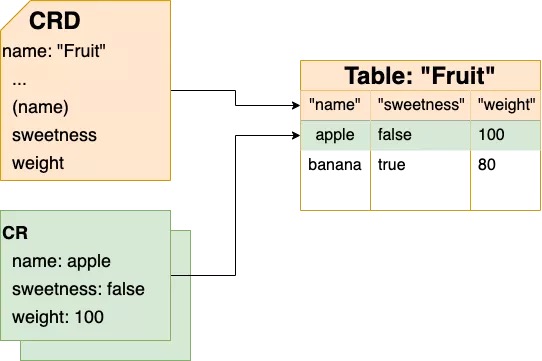 CRD
name: "Fruit"
...
(name)
sweetness
weight
Table: "Fruit"
"name" "sweetness" "weight"
apple false 100
banana true 80
CR
name: apple
sweetness: false
weight: 100